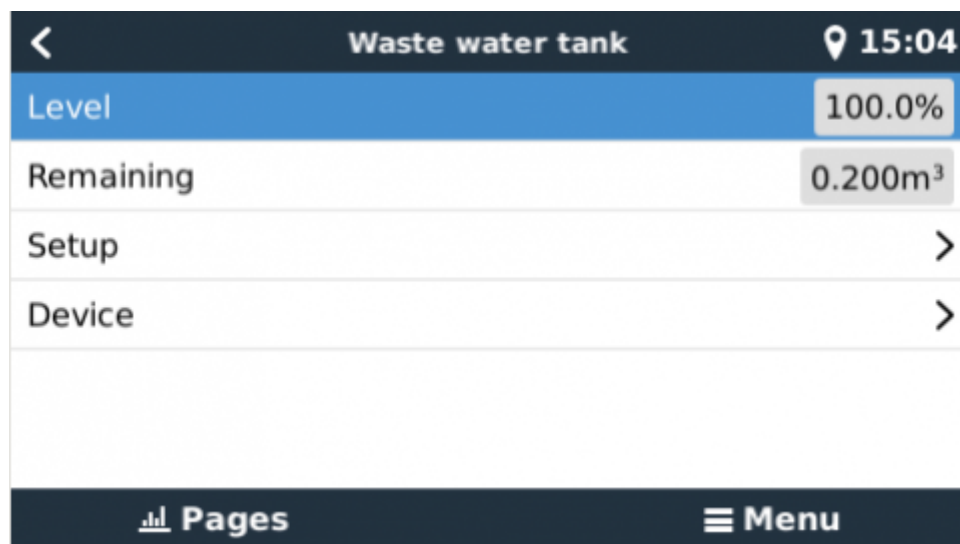 Waste water tank 15:04
Level 100.0%
Remaining 0.200m³
Setup
Device
Pages Menu